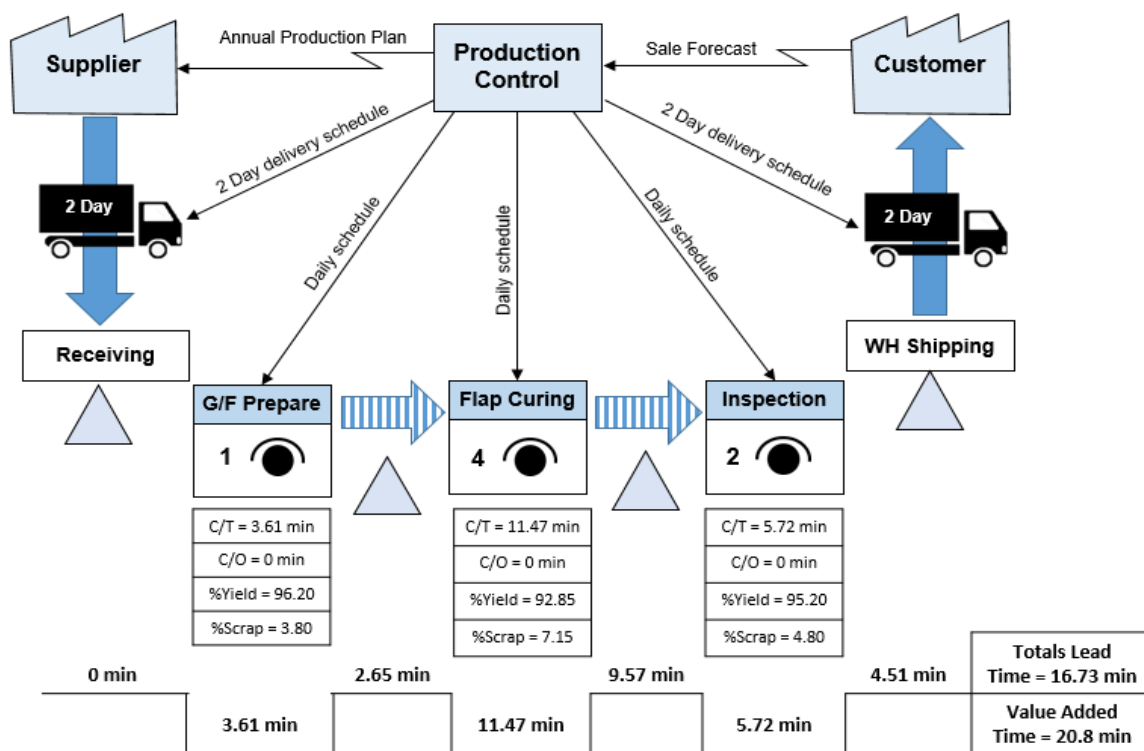 Supplier
Annual Production Plan
Production
Control
Sale Forecast
Customer
2 Day delivery schedule
2 Day delivery schedule
2 Day
2 Day
Daily schedule
Daily schedule
Daily schedule
Receiving
WH Shipping
G/F Prepare
Flap Curing
Inspection
1
4
2
C/T = 3.61 min
C/O = 0 min
%Yield = 96.20
%Scrap = 3.80
C/T = 11.47 min
C/O = 0 min
%Yield = 92.85
%Scrap = 7.15
C/T = 5.72 min
C/O = 0 min
%Yield = 95.20
%Scrap = 4.80
0 min
2.65 min
9.57 min
4.51 min
Totals Lead
Time = 16.73 min
3.61 min
11.47 min
5.72 min
Value Added
Time = 20.8 min